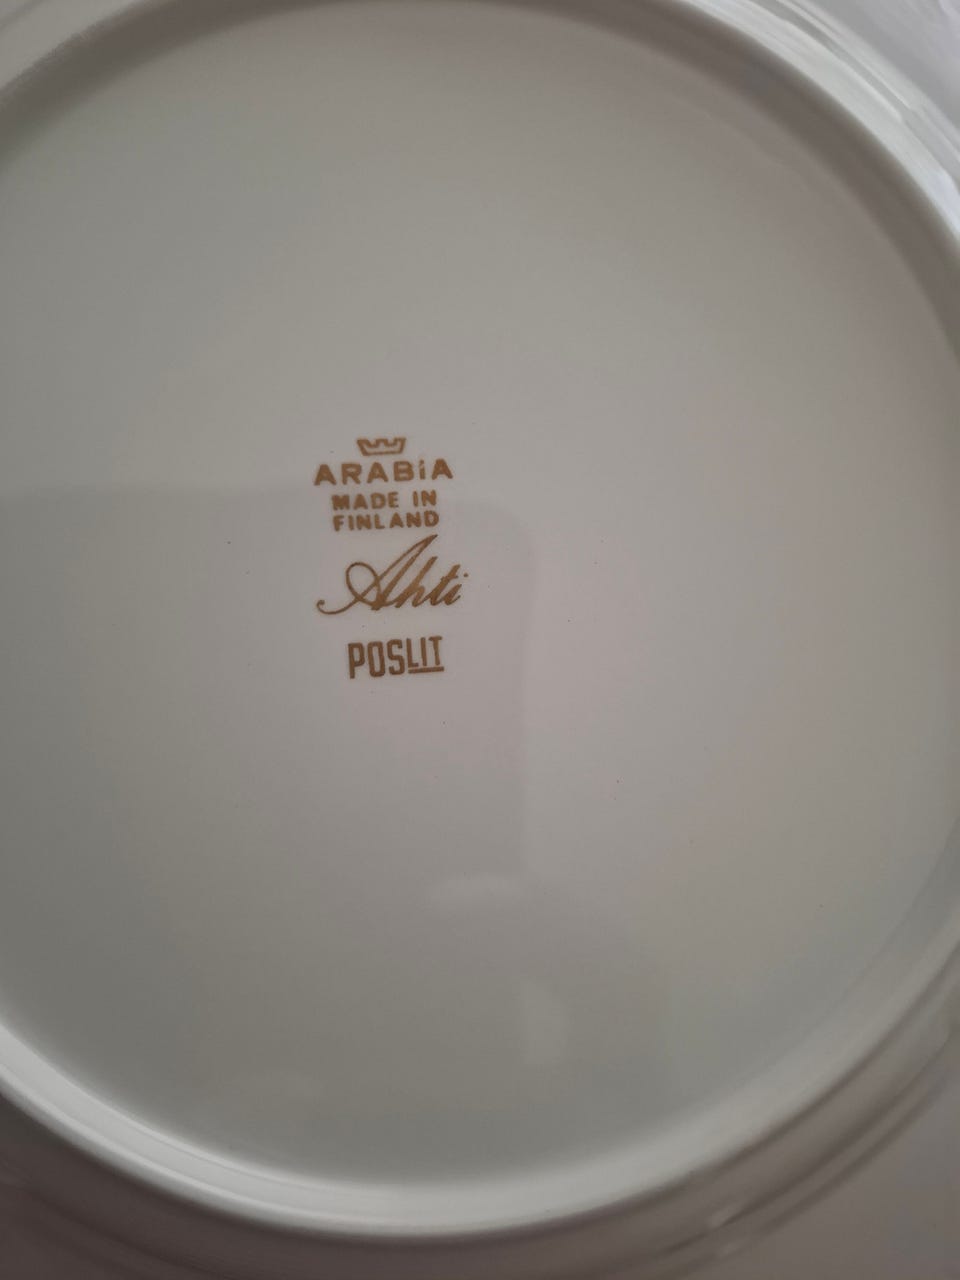 ARABiA
MADE IN
FINLAND
Ahti
POSLIT